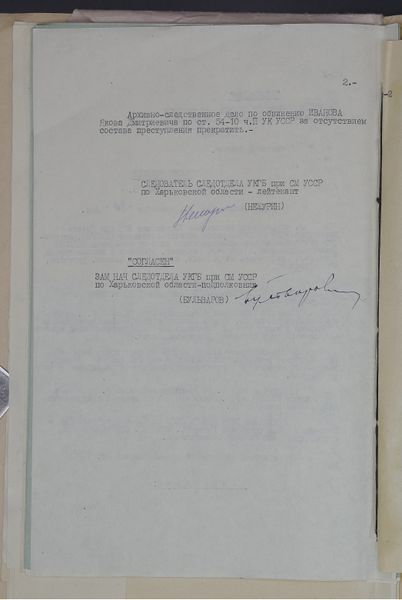 2.-
Архивно-следственное дело по обвинению ИВАНОВА
Якова Дмитриевича по ст. 54-10 ч.П УК УССР за отсутствием
состава преступления прекратить.-
СЛЕДОВАТЕЛЬ СЛЕДОТДЕЛА УКГБ при СМ УССР
по Харьковской области - лейтенант
(НЕЧУРИН)
"СОГЛАСЕН"
ЗАМ НАЧ СЛЕДОТДЕЛА УКГБ при СМ УССР
по Харьковской области-подполковник
(БУЛЬВАРОВ)